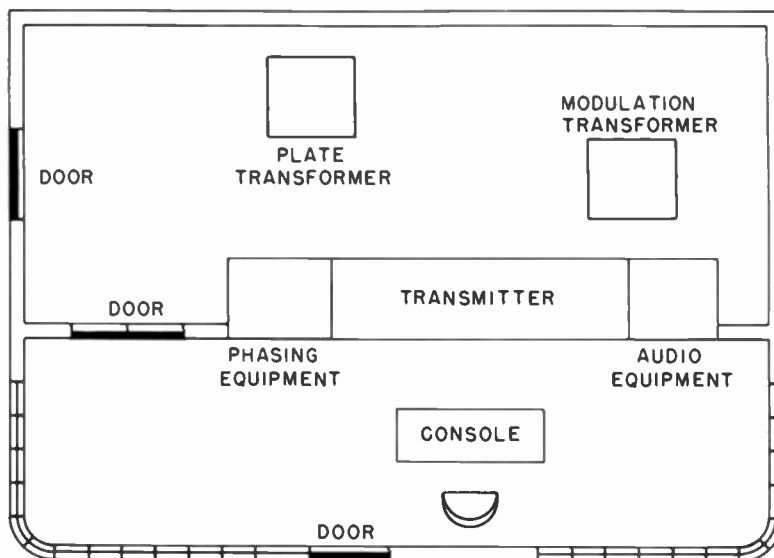 MODULATION
TRANSFORMER
PLATE
TRANSFORMER
DOOR
DOOR
TRANSMITTER
PHASING
EQUIPMENT
AUDIO
EQUIPMENT
CONSOLE
DOOR